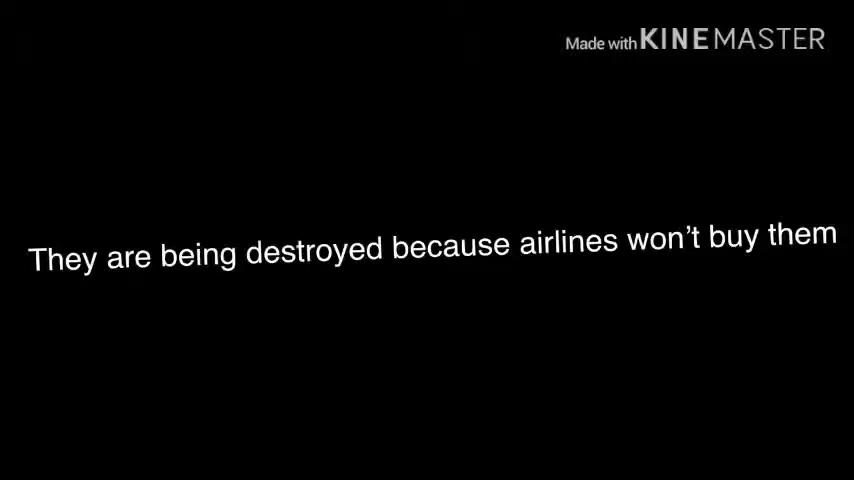 Made with KINEMASTER
They are being destroyed because airlines won’t buy them